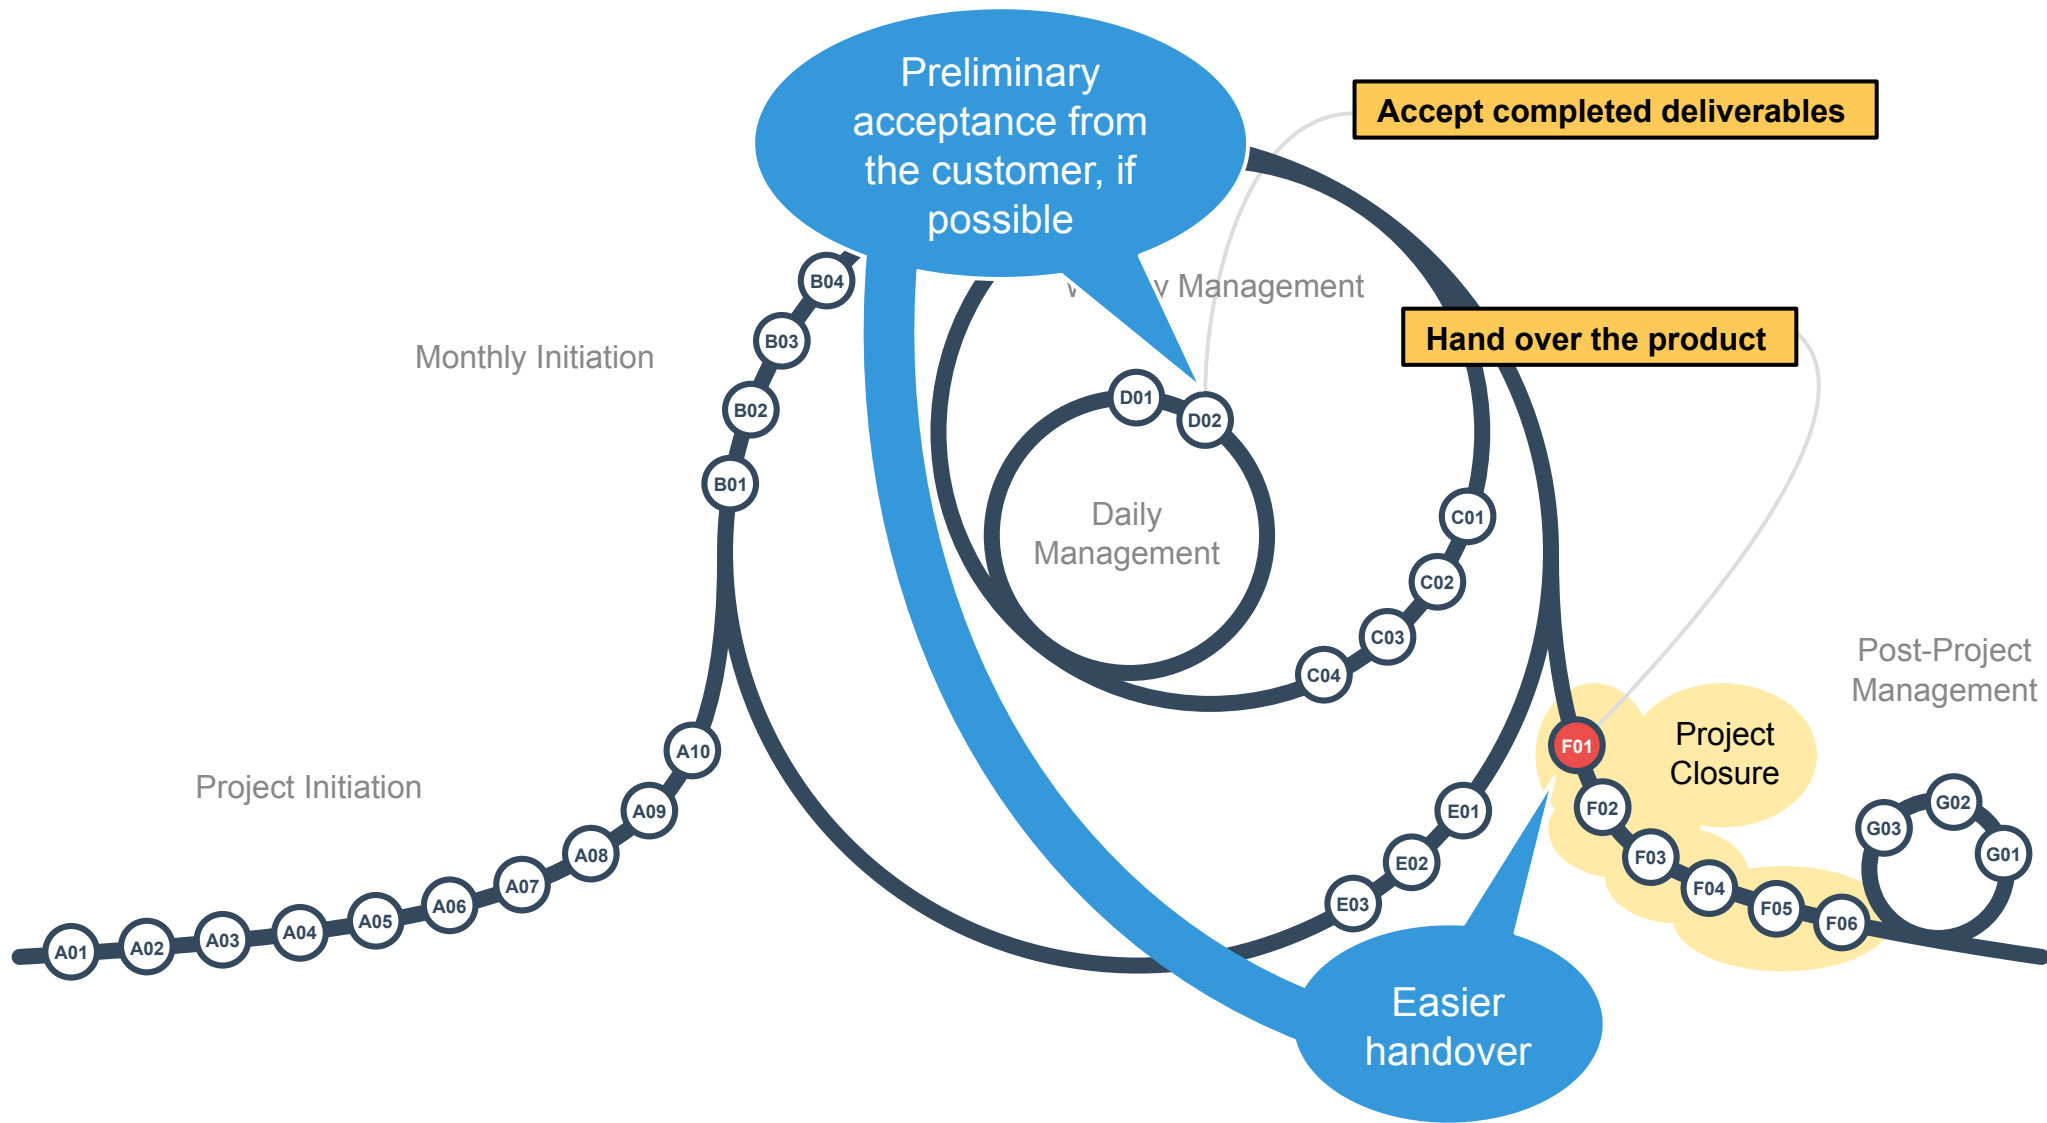 Preliminary
acceptance from
the customer, if
possible
Accept completed deliverables
Management
Hand over the product
Monthly Initiation
B04
B03
B02
B01
D01
D02
Daily
Management
C01
C02
C03
C04
Post-Project
Management
Project Initiation
A10
A09
A08
A07
A06
A05
A04
A03
A02
A01
E01
E02
E03
F01
Project
Closure
F02
F03
F04
F05
F06
G03
G02
G01
Easier
handover